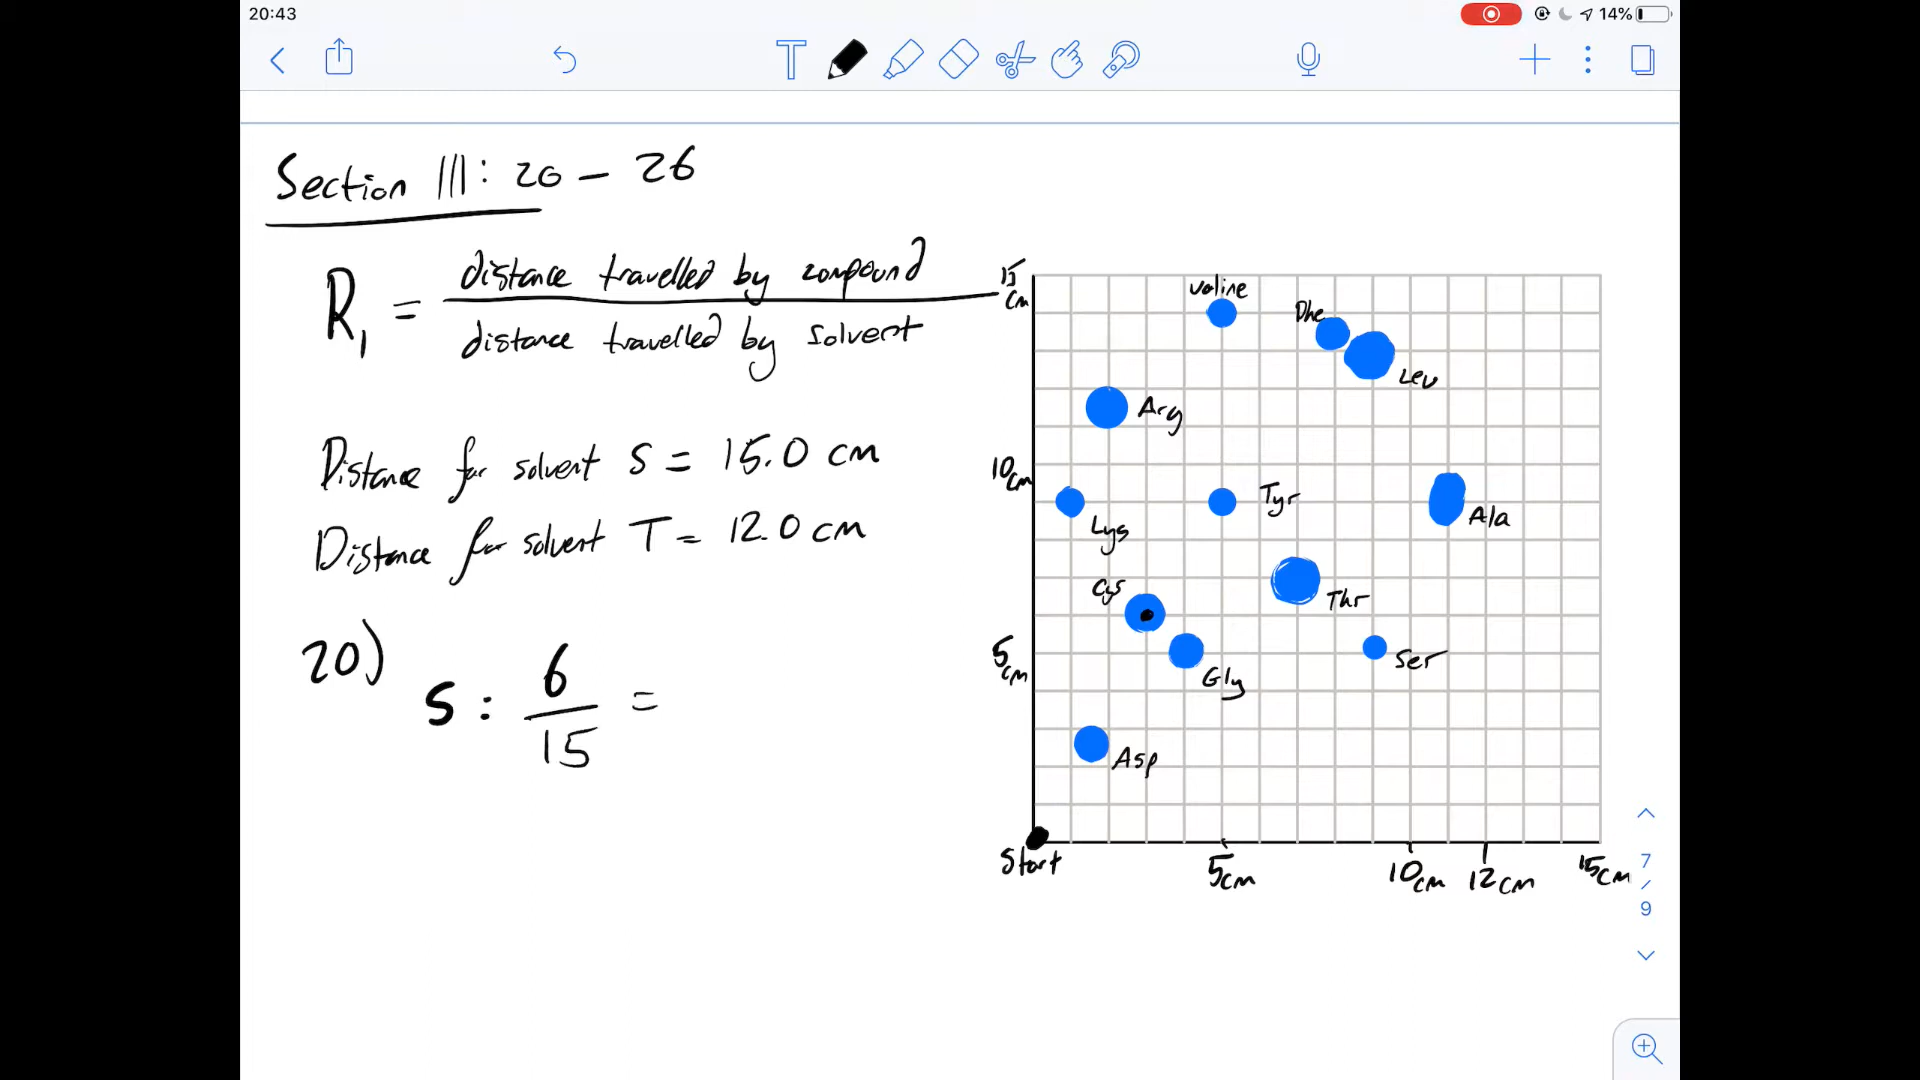 20:43
14%
T
Section III: 20 - 26
R₁ = distance travelled by compound
distance travelled by solvent
Distance for solvent S = 15.0 cm
Distance for solvent T = 12.0 cm
20)
S : 6
15 =
15 cm
valine
Phe
Leu
Arg
10 cm
Lys
Tyr
Ala
Cys
Thr
5 cm
Gly
Ser
Asp
Start
5cm
10cm
12cm
15cm
7
/
9